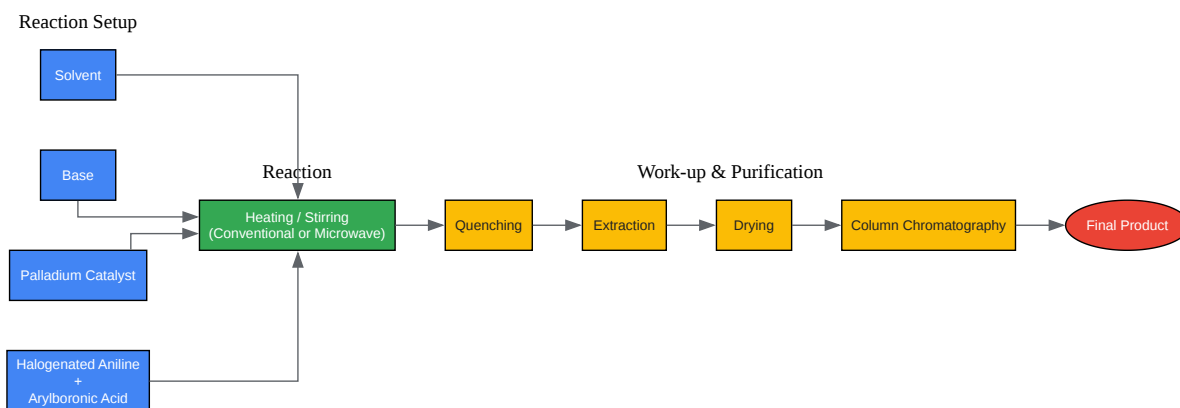 Reaction Setup
Solvent
Base
Palladium Catalyst
Halogenated Aniline
+
Arylboronic Acid
Reaction
Heating / Stirring
(Conventional or Microwave)
Work-up & Purification
Quenching
Extraction
Drying
Column Chromatography
Final Product